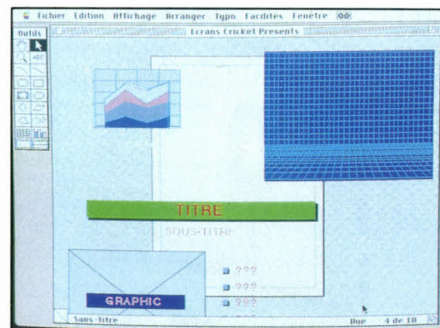 Fichier Edition Affichage Arranger Typo Facilités Fenêtre
Outils
Ecrans Cricket Presents
TITRE
SOUS-TITRE
???
???
???
???
GRAPHIC
Sans-titre
4 de 10